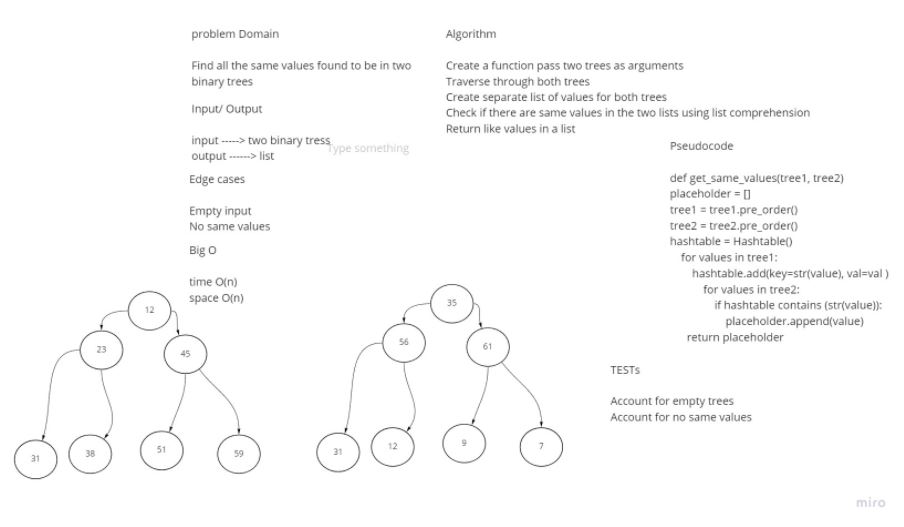 problem Domain
Find all the same values found to be in two
binary trees
Input/ Output
input -----> two binary tress
output ------> list
Type something
Edge cases
Empty input
No same values
Big O
time O(n)
space O(n)
Algorithm
Create a function pass two trees as arguments
Traverse through both trees
Create separate list of values for both trees
Check if there are same values in the two lists using list comprehension
Return like values in a list
Pseudocode
def get_same_values(tree1, tree2)
placeholder = []
tree1 = tree1.pre_order()
tree2 = tree2.pre_order()
hashtable = Hashtable()
for values in tree1:
hashtable.add(key=str(value), val=val )
for values in tree2:
if hashtable contains (str(value)):
placeholder.append(value)
return placeholder
TESTs
Account for empty trees
Account for no same values
12
23
45
31
38
51
59
35
56
61
31
12
9
7
miro